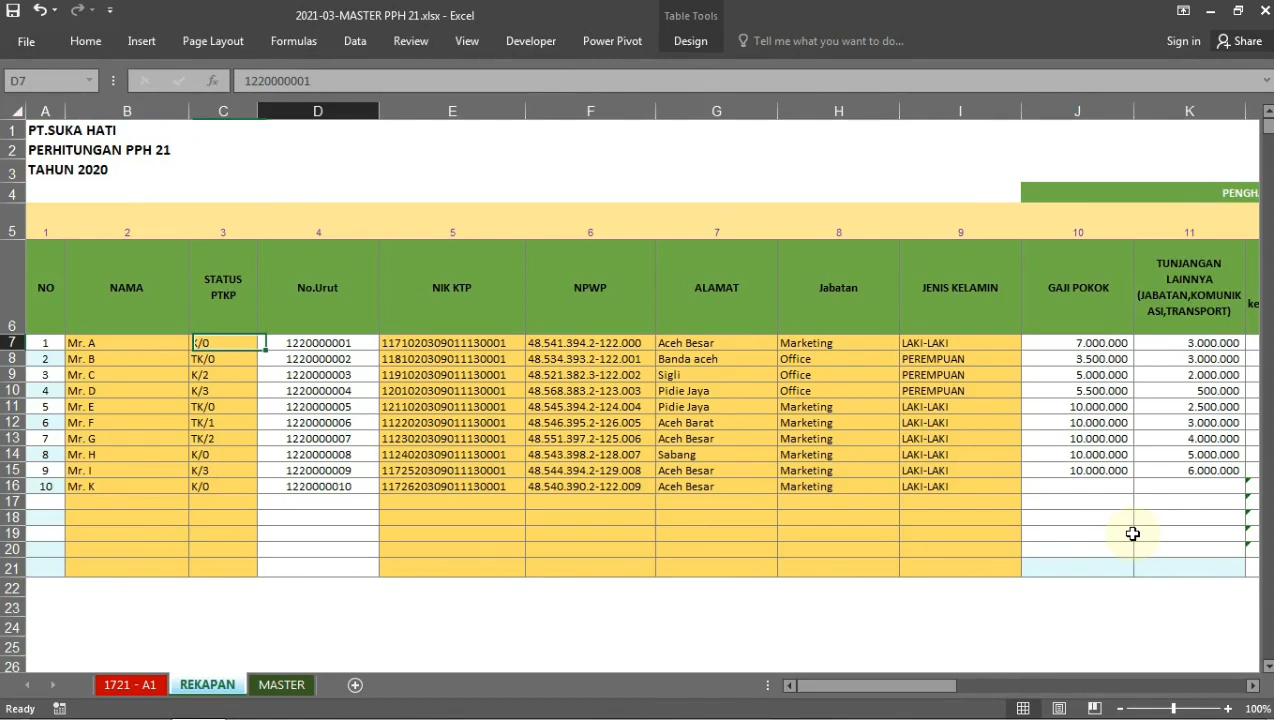 2021-03-MASTER PPH 21.xlsx - Excel
Table Tools
File Home Insert Page Layout Formulas Data Review View Developer Power Pivot Design Tell me what you want to do... Sign in Share
D7 fx 1220000001
A B C D E F G H I J K
1 PT.SUKA HATI
2 PERHITUNGAN PPH 21
3 TAHUN 2020
4 PENGH
5 1 2 3 4 5 6 7 8 9 10 11
6 NO NAMA STATUS PTKP No.Urut NIK KTP NPWP ALAMAT Jabatan JENIS KELAMIN GAJI POKOK TUNJANGAN LAINNYA (JABATAN,KOMUNIKASI,TRANSPORT) ke
7 1 Mr. A K/0 1220000001 1171020309011130001 48.541.394.2-122.000 Aceh Besar Marketing LAKI-LAKI 7.000.000 3.000.000
8 2 Mr. B TK/0 1220000002 1181020309011130001 48.534.393.2-122.001 Banda aceh Office PEREMPUAN 3.500.000 3.000.000
9 3 Mr. C K/2 1220000003 1191020309011130001 48.521.382.3-122.002 Sigli Office PEREMPUAN 5.000.000 2.000.000
10 4 Mr. D K/3 1220000004 1201020309011130001 48.568.383.2-123.003 Pidie Jaya Office PEREMPUAN 5.500.000 500.000
11 5 Mr. E TK/0 1220000005 1211020309011130001 48.545.394.2-124.004 Pidie Jaya Marketing LAKI-LAKI 10.000.000 2.500.000
12 6 Mr. F TK/1 1220000006 1122020309011130001 48.546.395.2-126.005 Aceh Barat Marketing LAKI-LAKI 10.000.000 3.000.000
13 7 Mr. G TK/2 1220000007 1123020309011130001 48.551.397.2-125.006 Aceh Besar Marketing LAKI-LAKI 10.000.000 4.000.000
14 8 Mr. H K/0 1220000008 1124020309011130001 48.543.398.2-128.007 Sabang Marketing LAKI-LAKI 10.000.000 5.000.000
15 9 Mr. I K/3 1220000009 1172520309011130001 48.544.394.2-129.008 Aceh Besar Marketing LAKI-LAKI 10.000.000 6.000.000
16 10 Mr. K K/0 1220000010 1172620309011130001 48.540.390.2-122.009 Aceh Besar Marketing LAKI-LAKI
17
18
19
20
21
22
23
24
25
26
1721 - A1 REKAPAN MASTER
Ready 100%